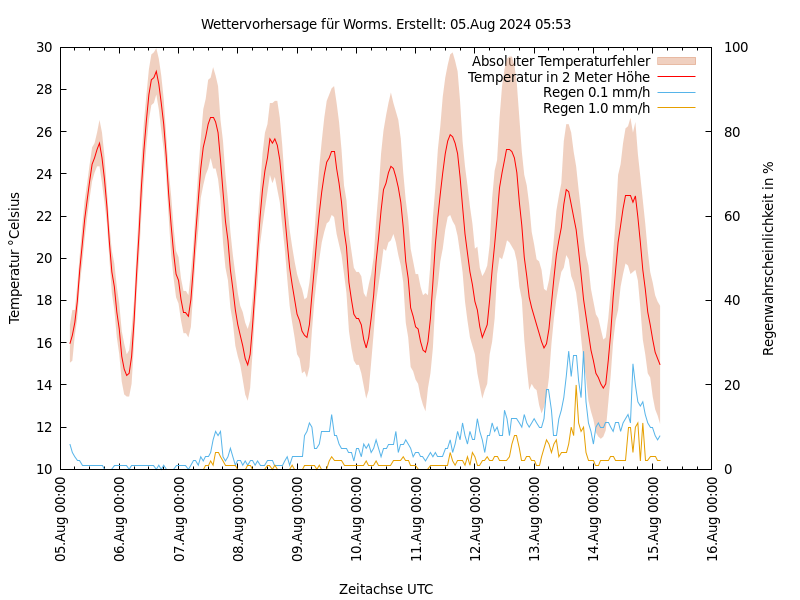 Wettervorhersage für Worms. Erstellt: 05.Aug 2024 05:53
Absoluter Temperaturfehler
Temperatur in 2 Meter Höhe
Regen 0.1 mm/h
Regen 1.0 mm/h
Temperatur °Celsius
30
28
26
24
22
20
18
16
14
12
10
100
80
60
40
20
0
Regenwahrscheinlichkeit in %
05.Aug 00:00
06.Aug 00:00
07.Aug 00:00
08.Aug 00:00
09.Aug 00:00
10.Aug 00:00
11.Aug 00:00
12.Aug 00:00
13.Aug 00:00
14.Aug 00:00
15.Aug 00:00
16.Aug 00:00
Zeitachse UTC